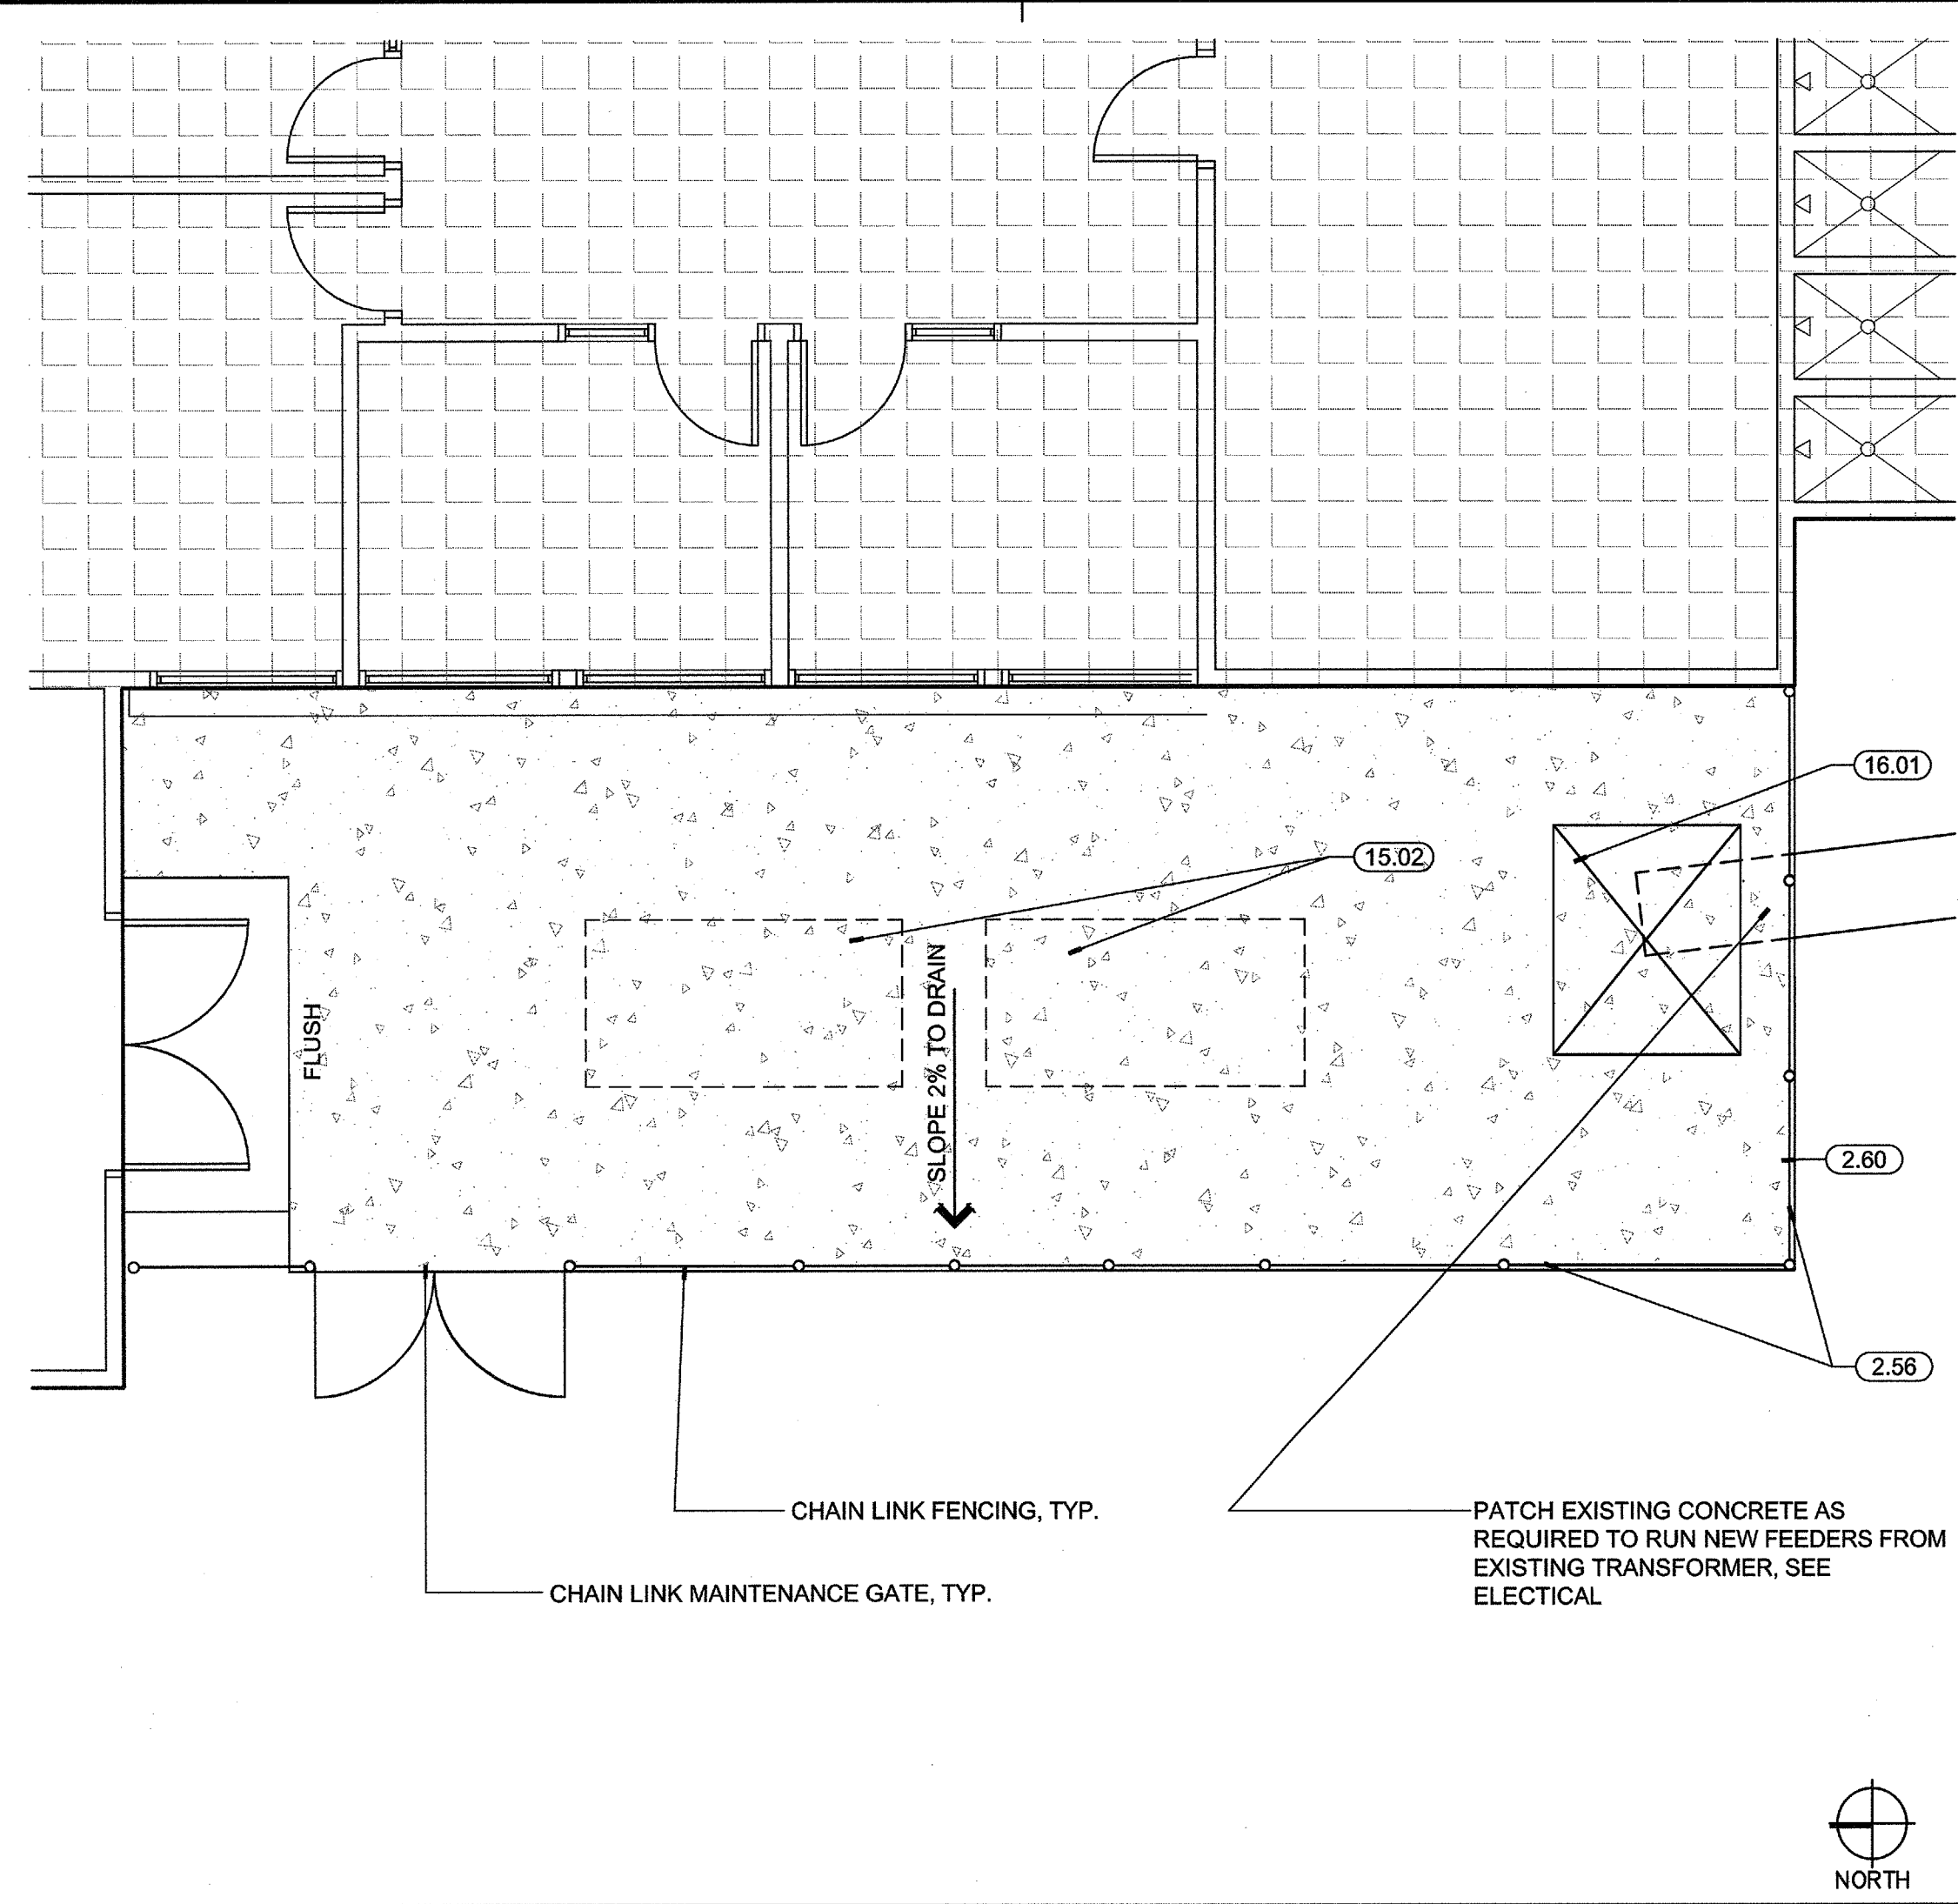 16.01
15.02
SLOPE 2% TO DRAIN
FLUSH
2.60
2.56
CHAIN LINK FENCING, TYP.
PATCH EXISTING CONCRETE AS
REQUIRED TO RUN NEW FEEDERS FROM
EXISTING TRANSFORMER, SEE
ELECTICAL
CHAIN LINK MAINTENANCE GATE, TYP.
NORTH